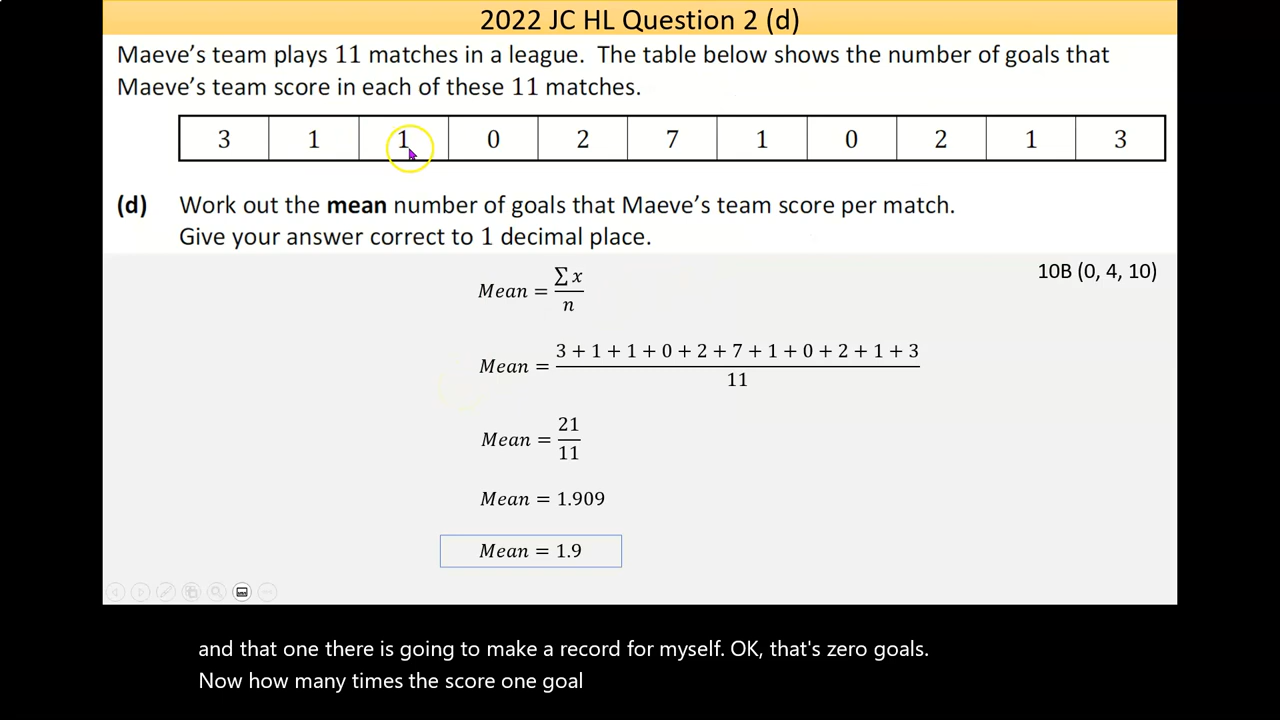 2022 JC HL Question 2 (d)
Maeve's team plays 11 matches in a league. The table below shows the number of goals that
Maeve's team score in each of these 11 matches.
3 1 1 0 2 7 1 0 2 1 3
(d) Work out the mean number of goals that Maeve's team score per match.
Give your answer correct to 1 decimal place.
10B (0, 4, 10)
Mean = ∑ x / n
Mean = 3 + 1 + 1 + 0 + 2 + 7 + 1 + 0 + 2 + 1 + 3 / 11
Mean = 21 / 11
Mean = 1.909
Mean = 1.9
and that one there is going to make a record for myself. OK, that's zero goals.
Now how many times the score one goal